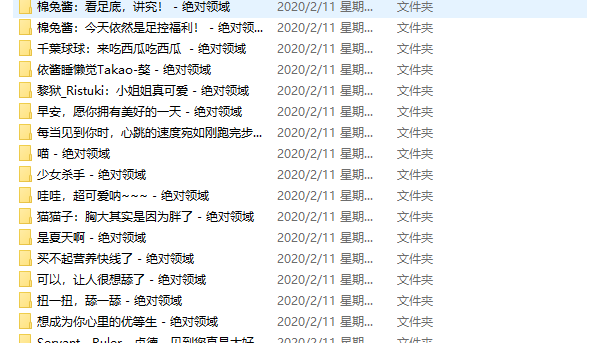 棉兔酱：看足底，讲究！ - 绝对领域 2020/2/11 星期... 文件夹
棉兔酱：今天依然是足控福利！ - 绝对领... 2020/2/11 星期... 文件夹
千葉球球：来吃西瓜吃西瓜 - 绝对领域 2020/2/11 星期... 文件夹
依酱睡懒觉Takao-嫯 - 绝对领域 2020/2/11 星期... 文件夹
黎狱_Ristuki：小姐姐真可爱 - 绝对领域 2020/2/11 星期... 文件夹
早安，愿你拥有美好的一天 - 绝对领域 2020/2/11 星期... 文件夹
每当见到你时，心跳的速度宛如刚跑完步... 2020/2/11 星期... 文件夹
喵 - 绝对领域 2020/2/11 星期... 文件夹
少女杀手 - 绝对领域 2020/2/11 星期... 文件夹
哇哇，超可爱呐~~~ - 绝对领域 2020/2/11 星期... 文件夹
猫猫子：胸大其实是因为胖了 - 绝对领域 2020/2/11 星期... 文件夹
是夏天啊 - 绝对领域 2020/2/11 星期... 文件夹
买不起营养快线了 - 绝对领域 2020/2/11 星期... 文件夹
可以，让人很想舔了 - 绝对领域 2020/2/11 星期... 文件夹
扭一扭，舔一舔 - 绝对领域 2020/2/11 星期... 文件夹
想成为你心里的优等生 - 绝对领域 2020/2/11 星期... 文件夹
2020/2/11 星期... 文件夹